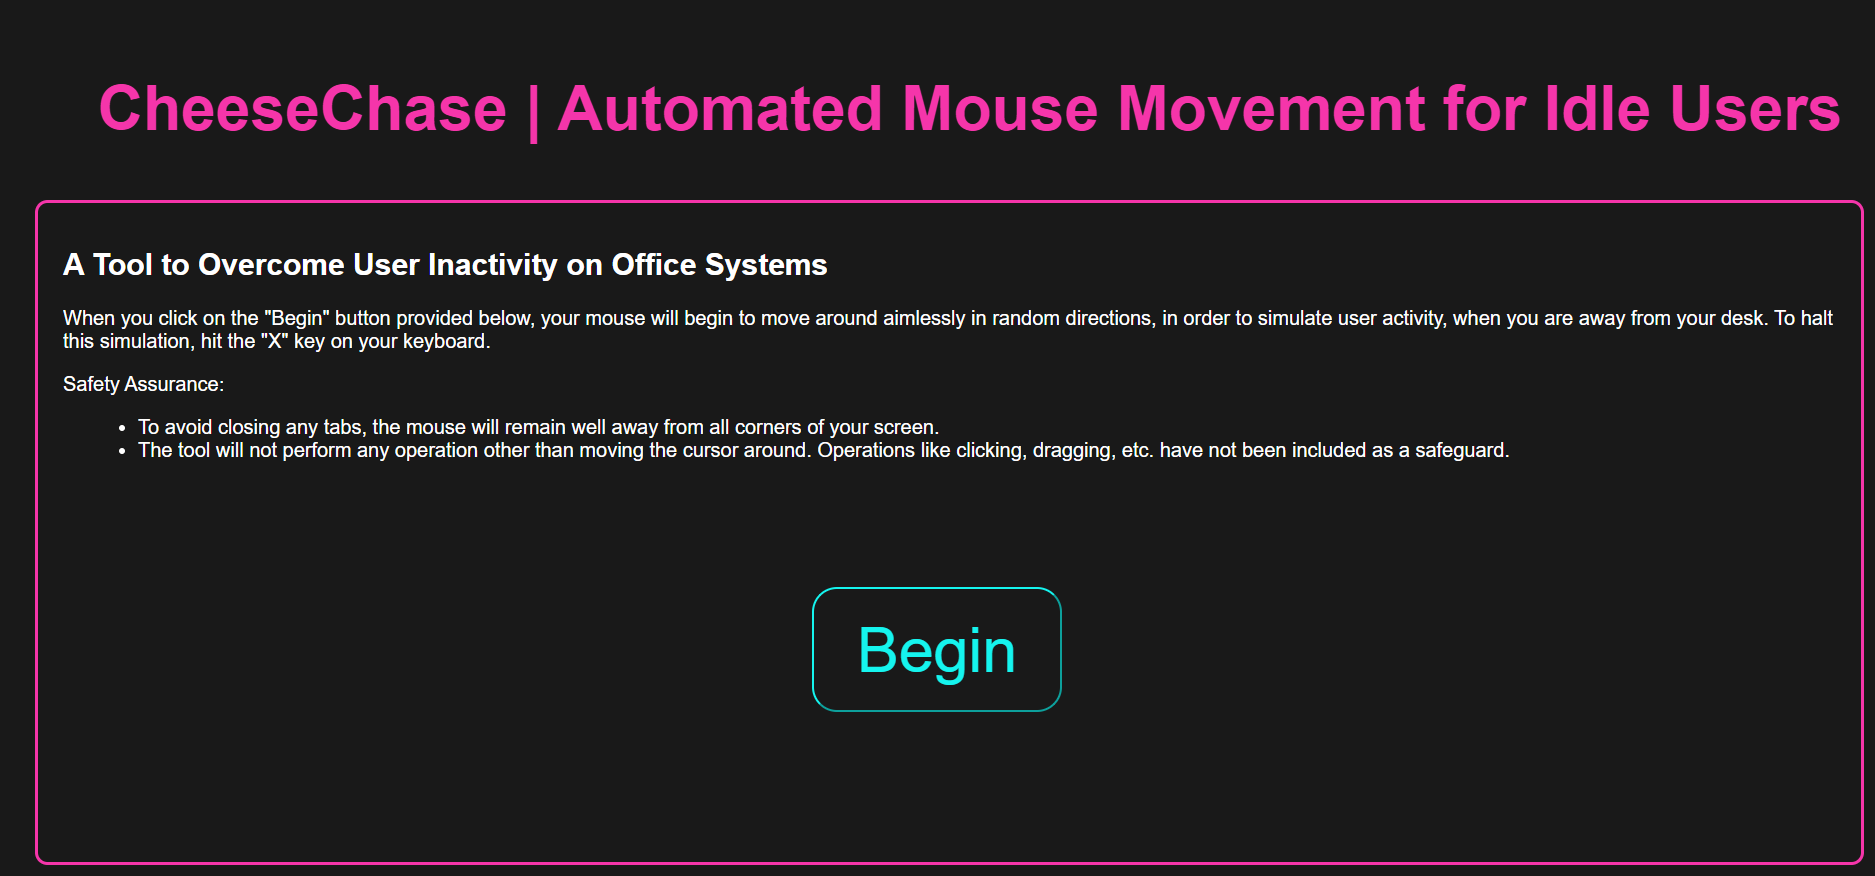 CheeseChase | Automated Mouse Movement for Idle Users
A Tool to Overcome User Inactivity on Office Systems
When you click on the "Begin" button provided below, your mouse will begin to move around aimlessly in random directions, in order to simulate user activity, when you are away from your desk. To halt
this simulation, hit the "X" key on your keyboard.
Safety Assurance:
• To avoid closing any tabs, the mouse will remain well away from all corners of your screen.
• The tool will not perform any operation other than moving the cursor around. Operations like clicking, dragging, etc. have not been included as a safeguard.
Begin